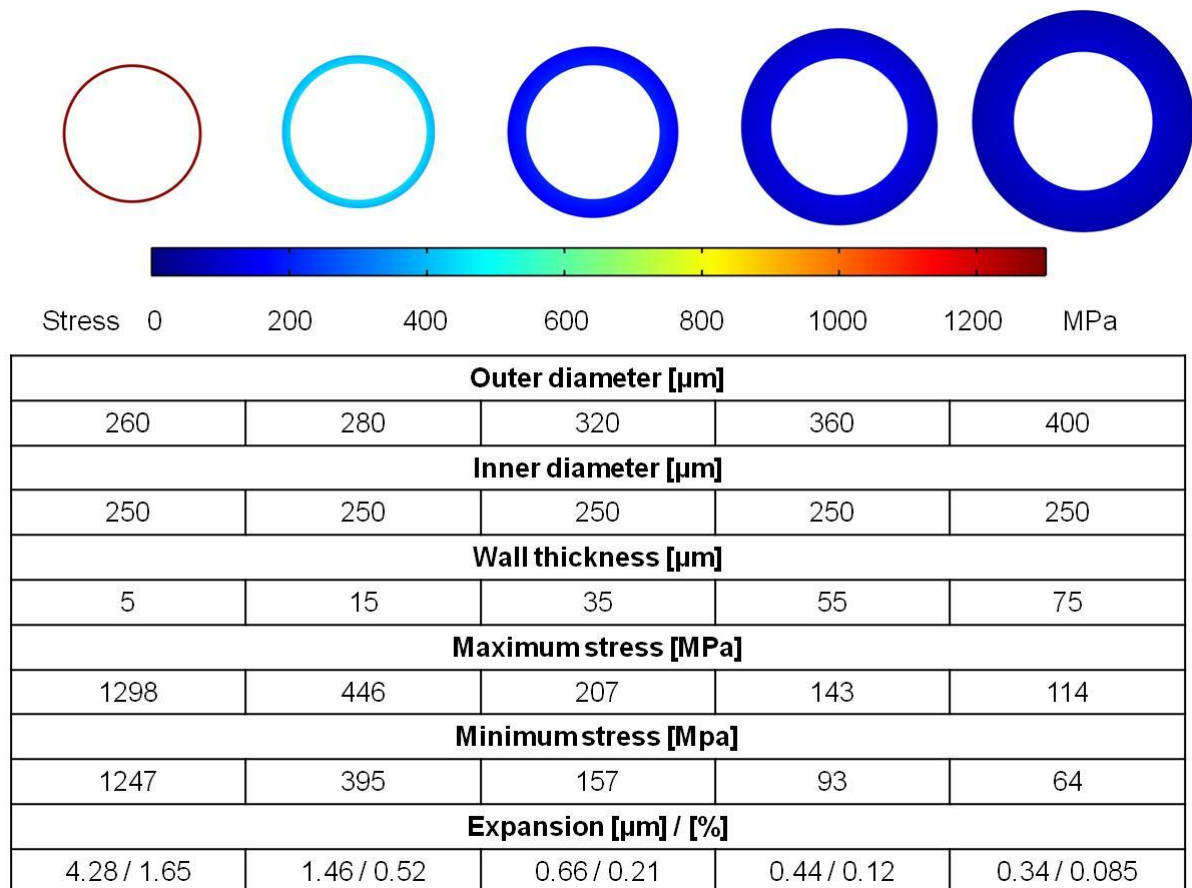 Stress 0 200 400 600 800 1000 1200 MPa
Outer diameter [µm]
260 280 320 360 400
Inner diameter [µm]
250 250 250 250 250
Wall thickness [µm]
5 15 35 55 75
Maximum stress [MPa]
1298 446 207 143 114
Minimum stress [Mpa]
1247 395 157 93 64
Expansion [µm] / [%]
4.28 / 1.65 1.46 / 0.52 0.66 / 0.21 0.44 / 0.12 0.34 / 0.085